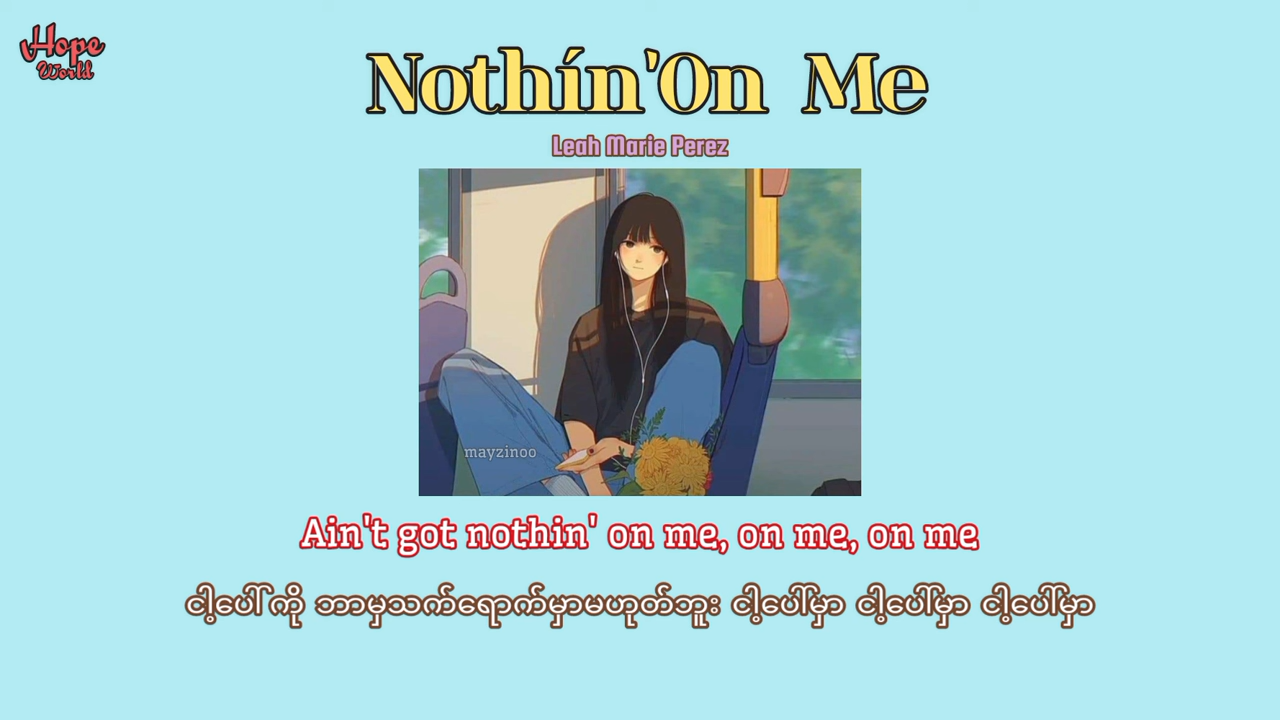 Hope
World
Nothín'On Me
Leah Marie Perez
mayzinoo
Ain't got nothin' on me, on me, on me
ငါ့ပေါ် ကို ဘာမှသက်ရောက်မှာမဟုတ်ဘူး ငါ့ပေါ်မှာ ငါ့ပေါ်မှာ ငါ့ပေါ်မှာ